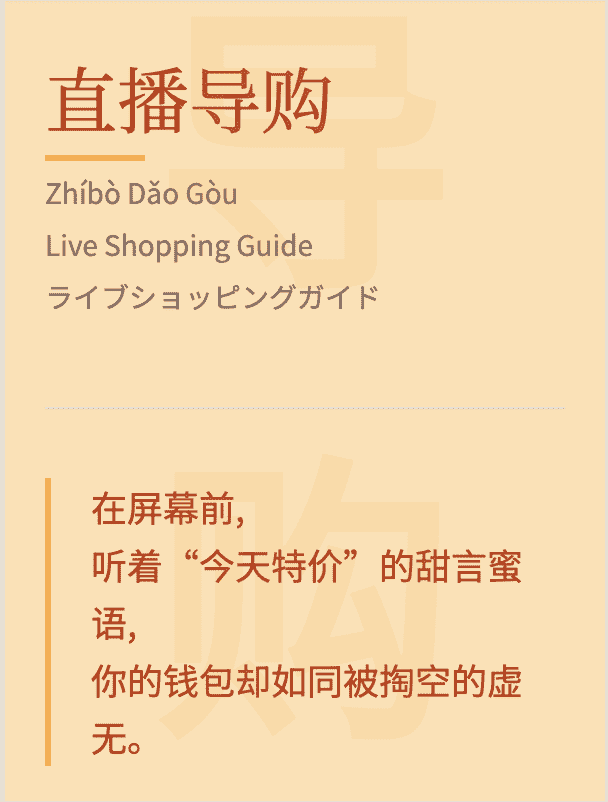 直播导购
Zhíbò Dǎo Gòu
Live Shopping Guide
ライブショッピングガイド
在屏幕前,
听着“今天特价”的甜言蜜
语,
你的钱包却如同被掏空的虚
无。
导
购